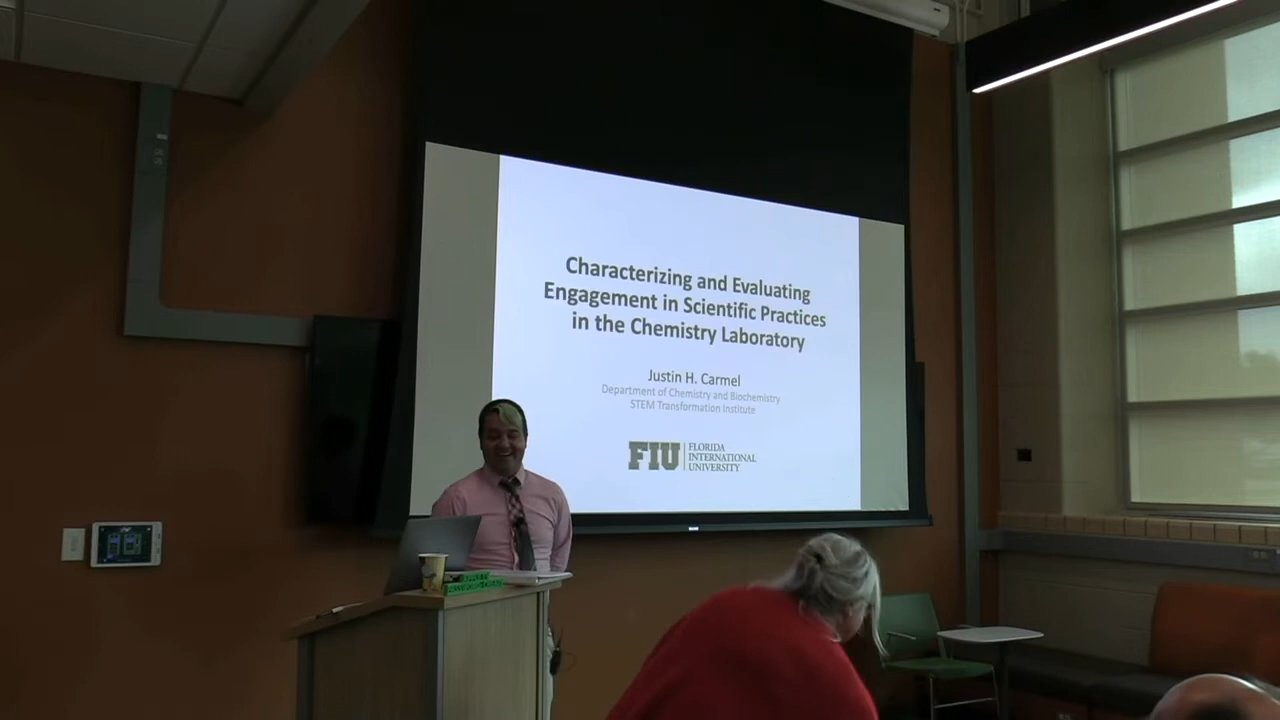 Characterizing and Evaluating
Engagement in Scientific Practices
in the Chemistry Laboratory
Justin H. Carmel
Department of Chemistry and Biochemistry
STEM Transformation Institute
FIU
FLORIDA
INTERNATIONAL
UNIVERSITY